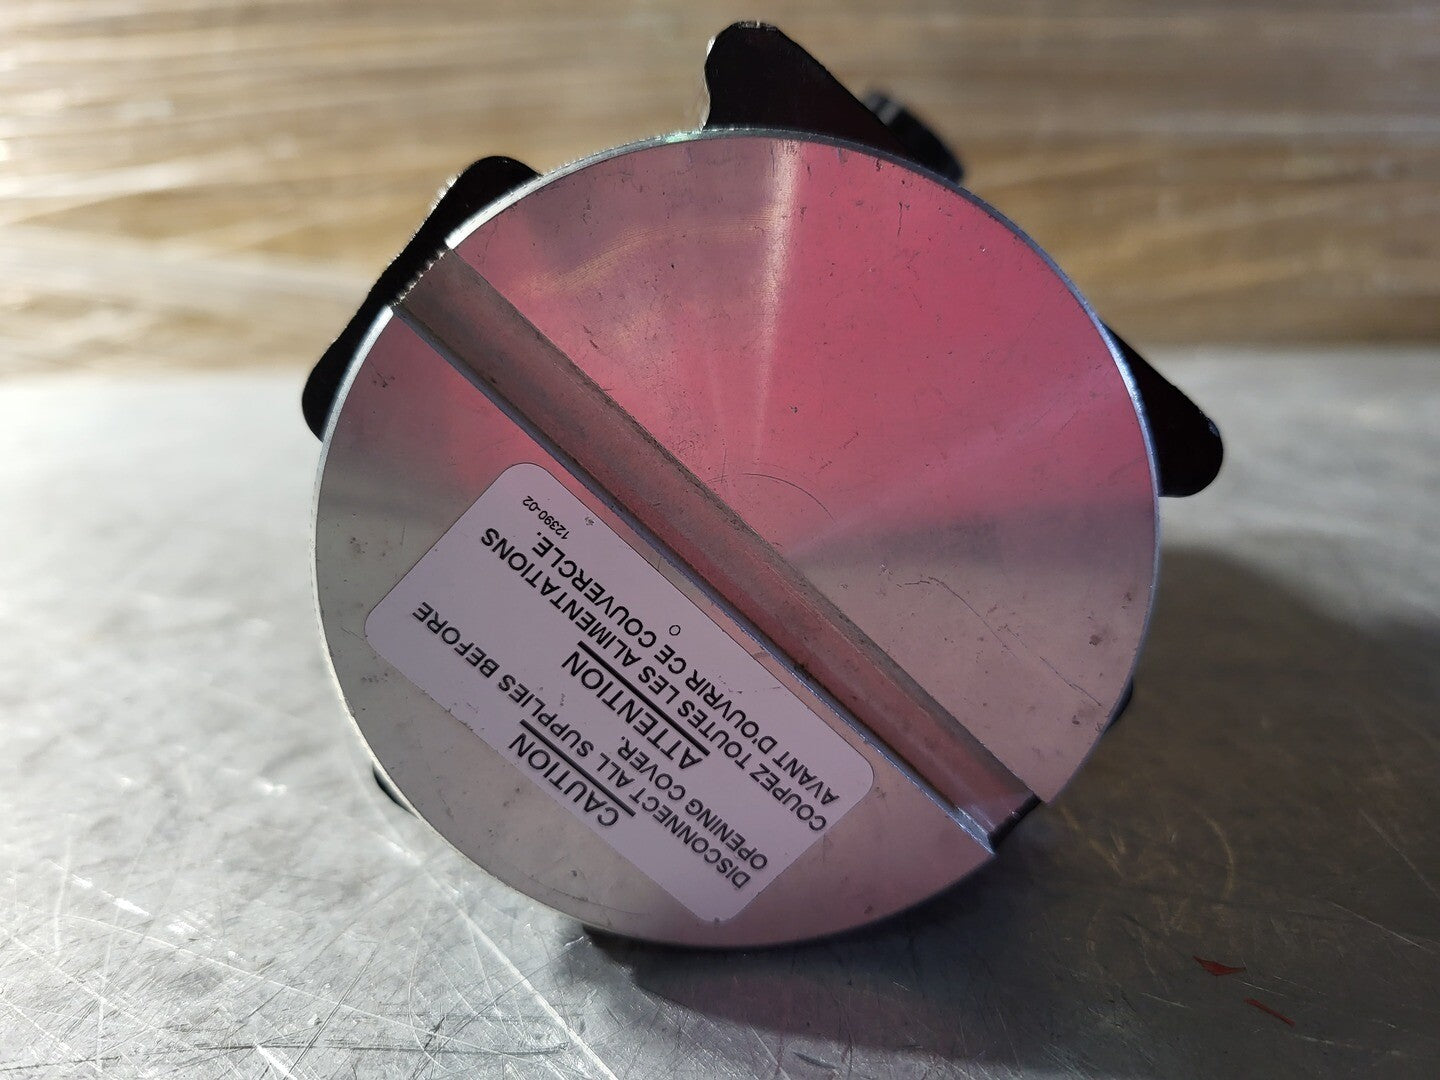 CAUTION
DISCONNECT ALL SUPPLIES BEFORE
OPENING COVER.
ATTENTION
COUPEZ TOUTES LES ALIMENTATIONS
AVANT D'OUVRIR CE COUVERCLE.
12390-02